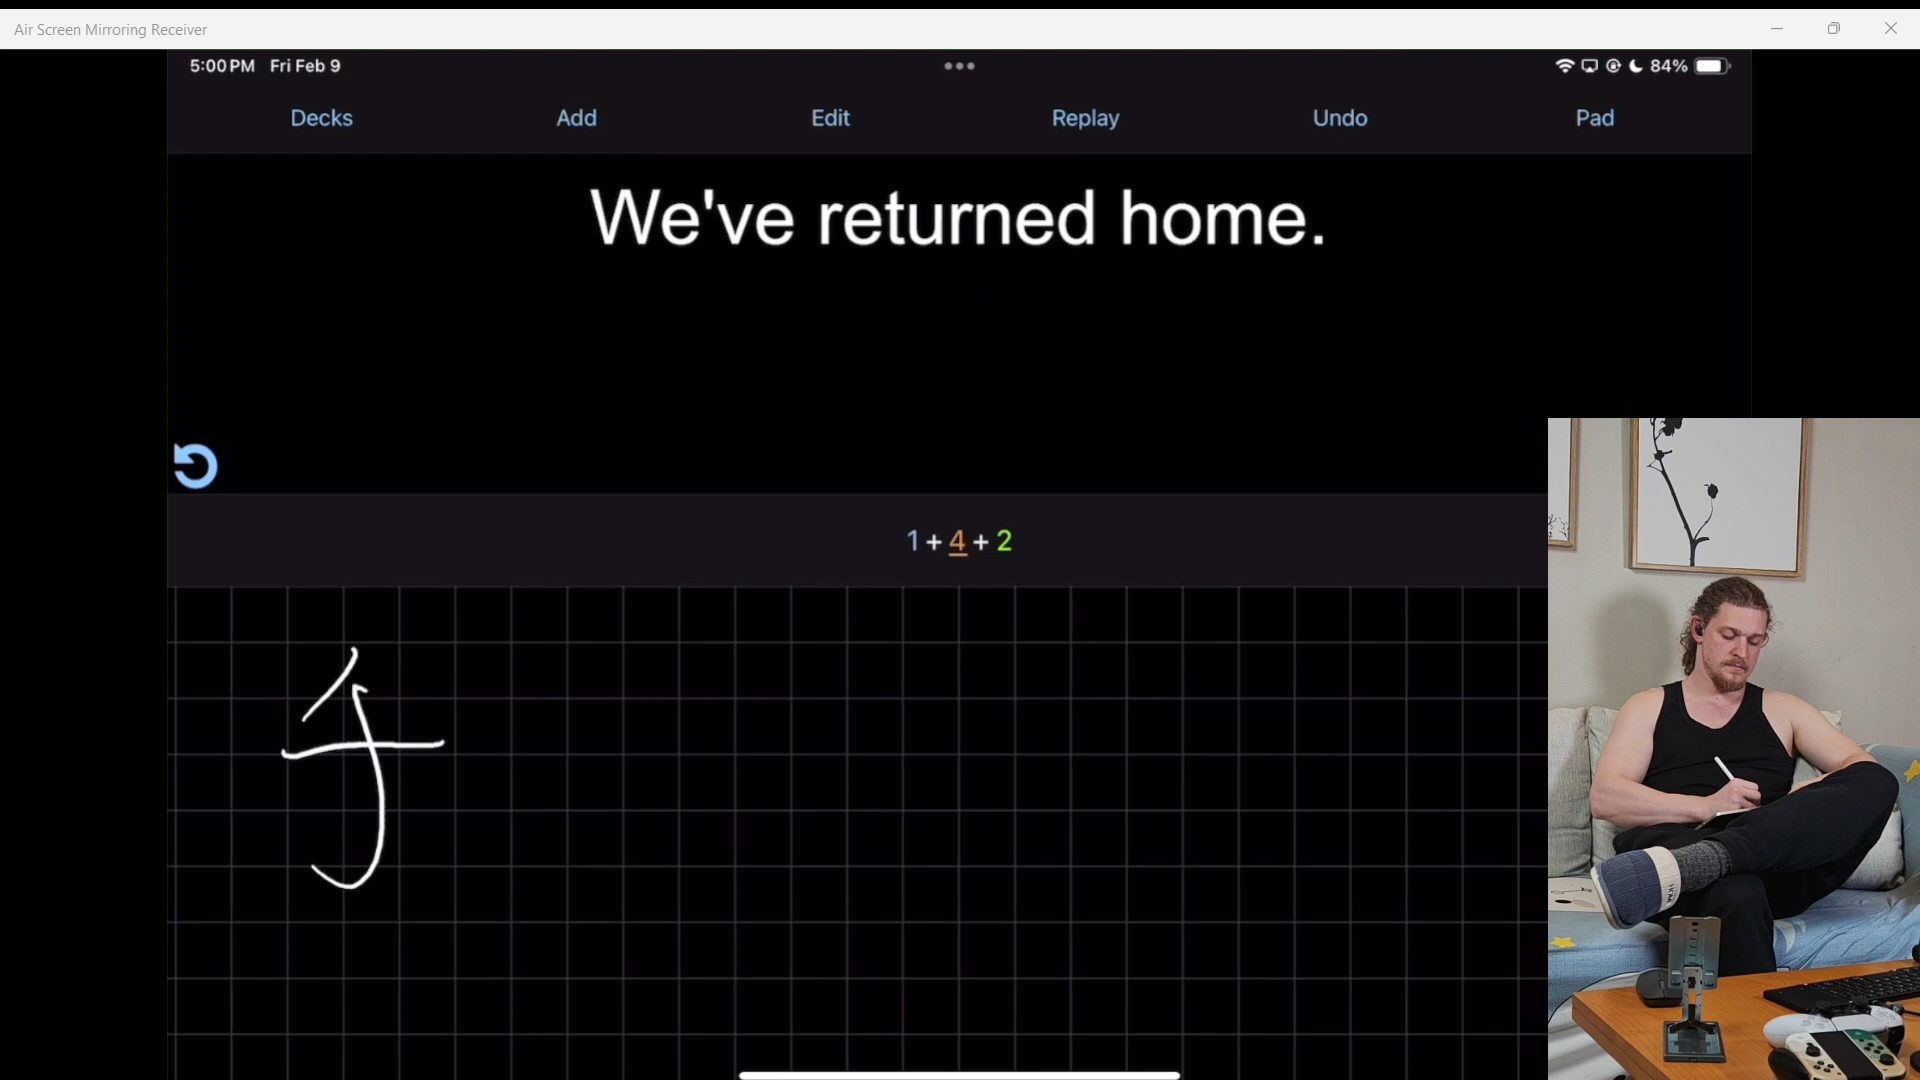 Air Screen Mirroring Receiver
5:00 PM Fri Feb 9
84%
Decks Add Edit Replay Undo Pad
We've returned home.
1 + 4 + 2